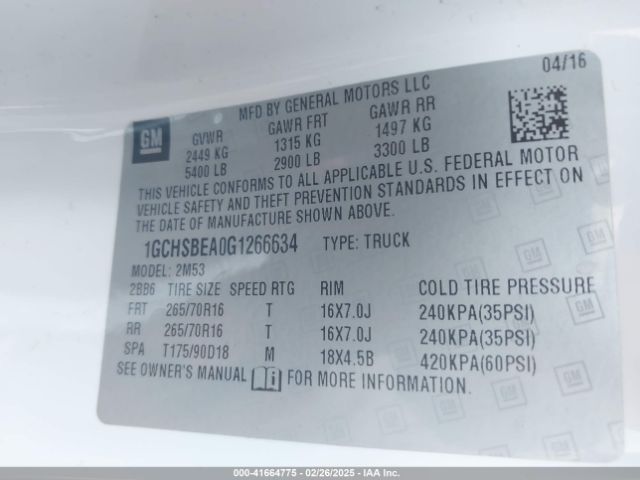 04/16
MFD BY GENERAL MOTORS LLC
GM
GVWR GAWR FRT GAWR RR
2449 KG 1315 KG 1497 KG
5400 LB 2900 LB 3300 LB
THIS VEHICLE CONFORMS TO ALL APPLICABLE U.S. FEDERAL MOTOR
VEHICLE SAFETY AND THEFT PREVENTION STANDARDS IN EFFECT ON
THE DATE OF MANUFACTURE SHOWN ABOVE.
1GCHSBEA0G1266634 TYPE: TRUCK
MODEL: 2M53
2BB6 TIRE SIZE SPEED RTG RIM COLD TIRE PRESSURE
FRT 265/70R16 T 16X7.0J 240KPA(35PSI)
RR 265/70R16 T 16X7.0J 240KPA(35PSI)
SPA T175/90D18 M 18X4.5B 420KPA(60PSI)
SEE OWNER'S MANUAL FOR MORE INFORMATION.
000-41664775 - 02/26/2025 - IAA Inc.